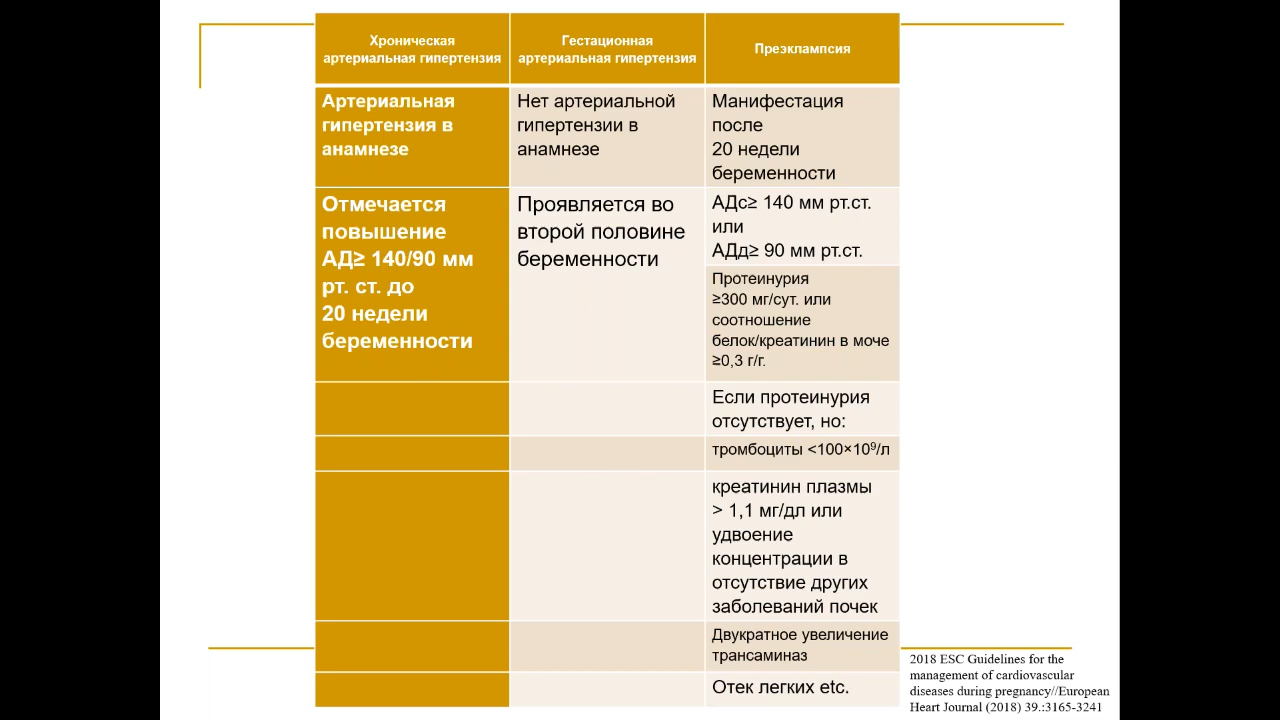 Хроническая
артериальная гипертензия
Гестационная
артериальная гипертензия
Преэклампсия
Артериальная
гипертензия в
анамнезе
Нет артериальной
гипертензии в
анамнезе
Манифестация
после
20 недели
беременности
Отмечается
повышение
АД≥ 140/90 мм
рт. ст. до
20 недели
беременности
Проявляется во
второй половине
беременности
АДс≥ 140 мм рт.ст.
или
АДд≥ 90 мм рт.ст.
Протеинурия
≥300 мг/сут. или
соотношение
белок/креатинин в моче
≥0,3 г/г.
Если протеинурия
отсутствует, но:
тромбоциты <100×10⁹/л
креатинин плазмы
> 1,1 мг/дл или
удвоение
концентрации в
отсутствие других
заболеваний почек
Двукратное увеличение
трансаминаз
Отек легких etc.
2018 ESC Guidelines for the
management of cardiovascular
diseases during pregnancy//European
Heart Journal (2018) 39.:3165-3241